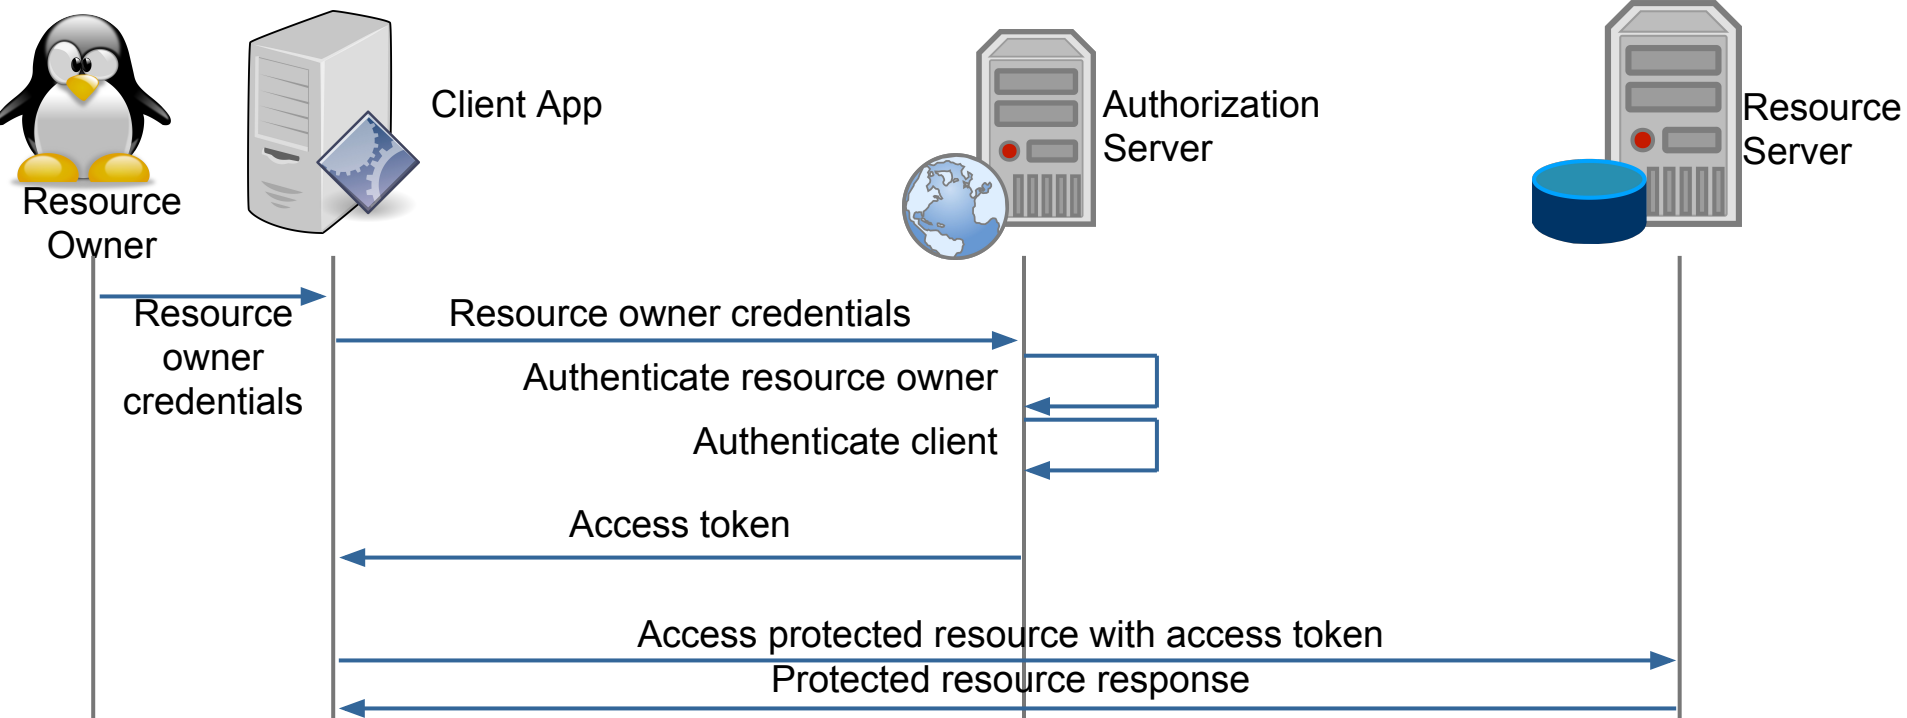 Client App
Authorization
Server
Resource
Server
Resource
Owner
Resource
owner
credentials
Resource owner credentials
Authenticate resource owner
Authenticate client
Access token
Access protected resource with access token
Protected resource response